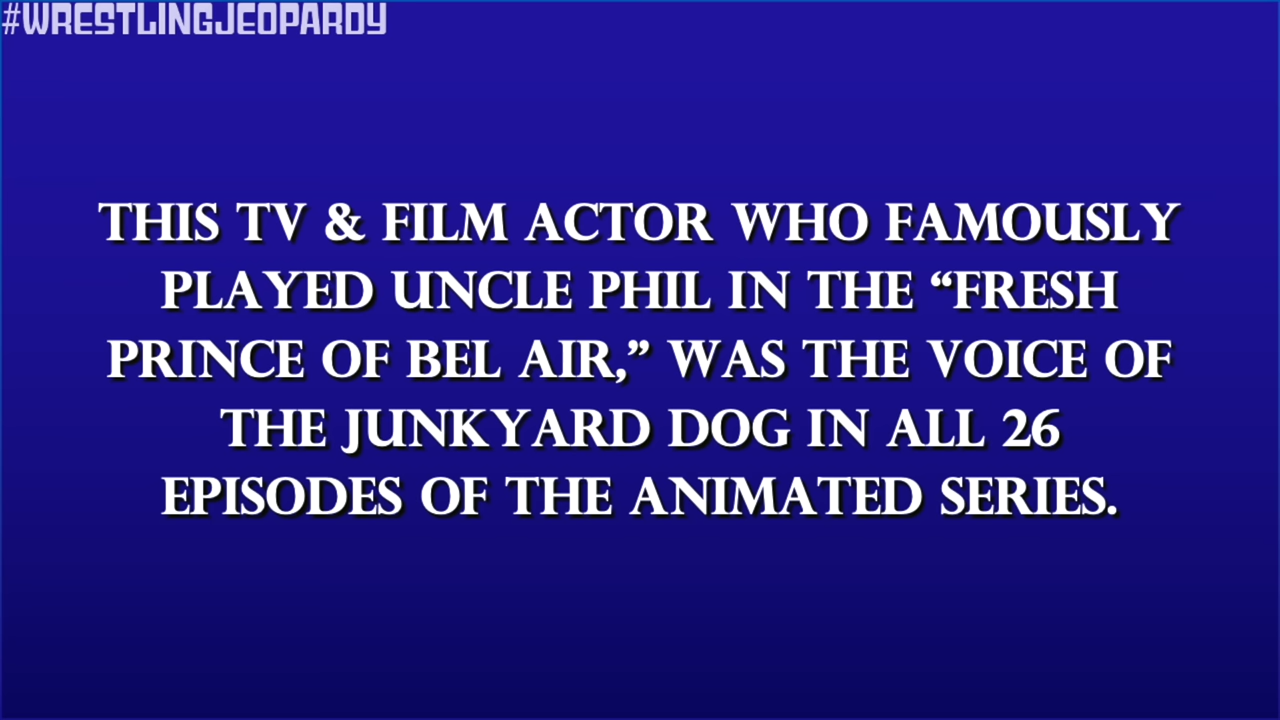 #WRESTLINGJEOPARDY
THIS TV & FILM ACTOR WHO FAMOUSLY
PLAYED UNCLE PHIL IN THE “FRESH
PRINCE OF BEL AIR,” WAS THE VOICE OF
THE JUNKYARD DOG IN ALL 26
EPISODES OF THE ANIMATED SERIES.